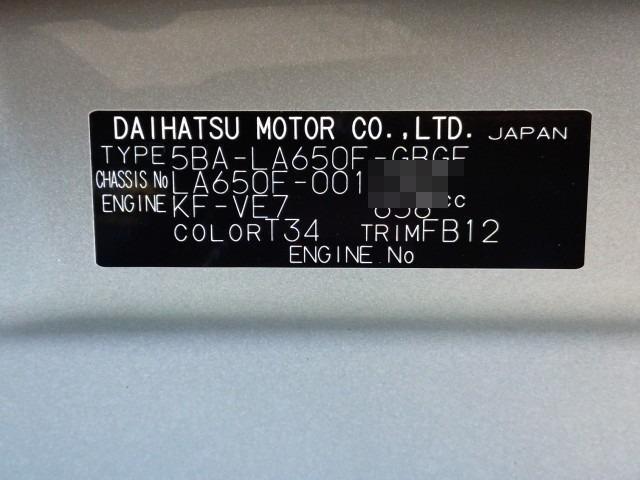 DAIHATSU MOTOR CO.,LTD. JAPAN
TYPE 5BA-LA650F-GBGF
CHASSIS No LA650F-001
ENGINE KF-VE7 658 cc
COLOR T34 TRIM FB12
ENGINE No